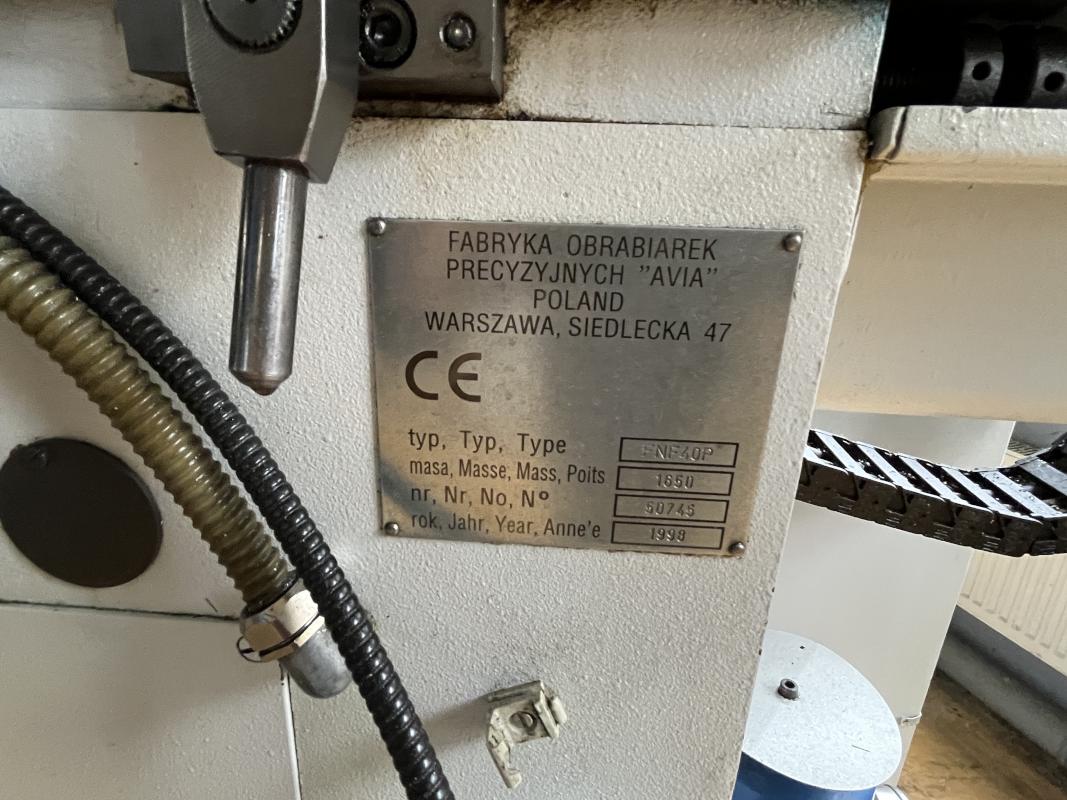 FABRYKA OBRABIAREK
PRECYZYJNYCH "AVIA"
POLAND
WARSZAWA, SIEDLECKA 47
CE
typ, Typ, Type FNF40P
masa, Masse, Mass, Poits 1850
nr, Nr, No, N° 50745
rok, Jahr, Year, Anne'e 1998